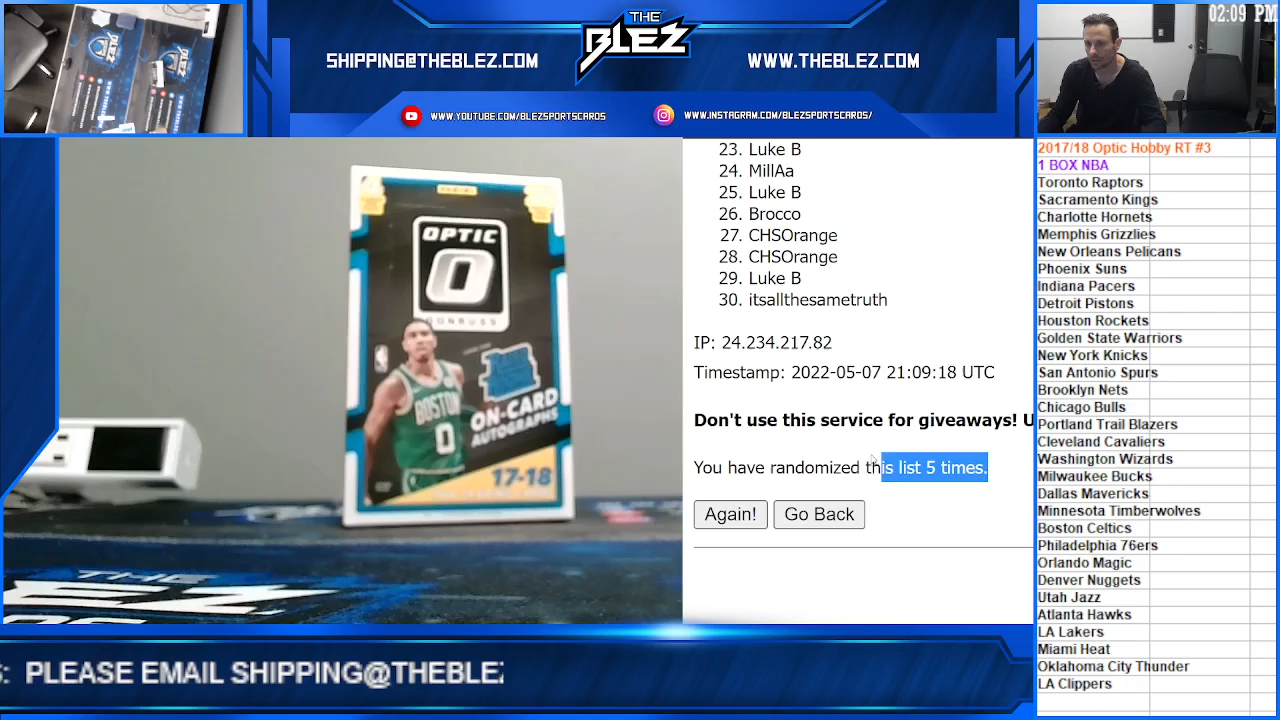 THE
BLEZ
SHIPPING@THEBLEZ.COM
WWW.THEBLEZ.COM
WWW.YOUTUBE.COM/BLEZSPORTSCARDS
WWW.INSTAGRAM.COM/BLEZSPORTSCARDS/
02:09 PM
OPTIC
DONRUSS
BOSTON
0
ON-CARD
AUTOGRAPHS
17-18
23. Luke B
24. MillAa
25. Luke B
26. Brocco
27. CHSOrange
28. CHSOrange
29. Luke B
30. itsallthesametruth
IP: 24.234.217.82
Timestamp: 2022-05-07 21:09:18 UTC
Don't use this service for giveaways! U
You have randomized this list 5 times.
Again!
Go Back
2017/18 Optic Hobby RT #3
1 BOX NBA
Toronto Raptors
Sacramento Kings
Charlotte Hornets
Memphis Grizzlies
New Orleans Pelicans
Phoenix Suns
Indiana Pacers
Detroit Pistons
Houston Rockets
Golden State Warriors
New York Knicks
San Antonio Spurs
Brooklyn Nets
Chicago Bulls
Portland Trail Blazers
Cleveland Cavaliers
Washington Wizards
Milwaukee Bucks
Dallas Mavericks
Minnesota Timberwolves
Boston Celtics
Philadelphia 76ers
Orlando Magic
Denver Nuggets
Utah Jazz
Atlanta Hawks
LA Lakers
Miami Heat
Oklahoma City Thunder
LA Clippers
: PLEASE EMAIL SHIPPING@THEBLEZ